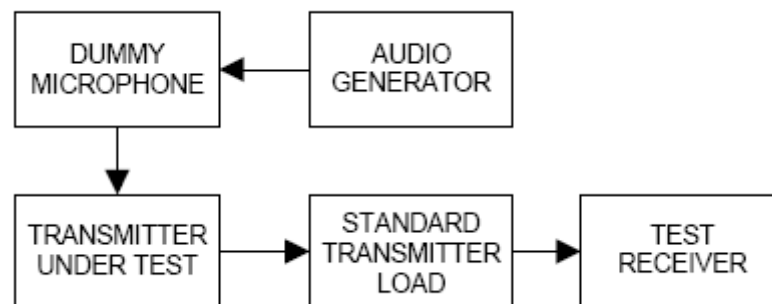 DUMMY
MICROPHONE
AUDIO
GENERATOR
TRANSMITTER
UNDER TEST
STANDARD
TRANSMITTER
LOAD
TEST
RECEIVER